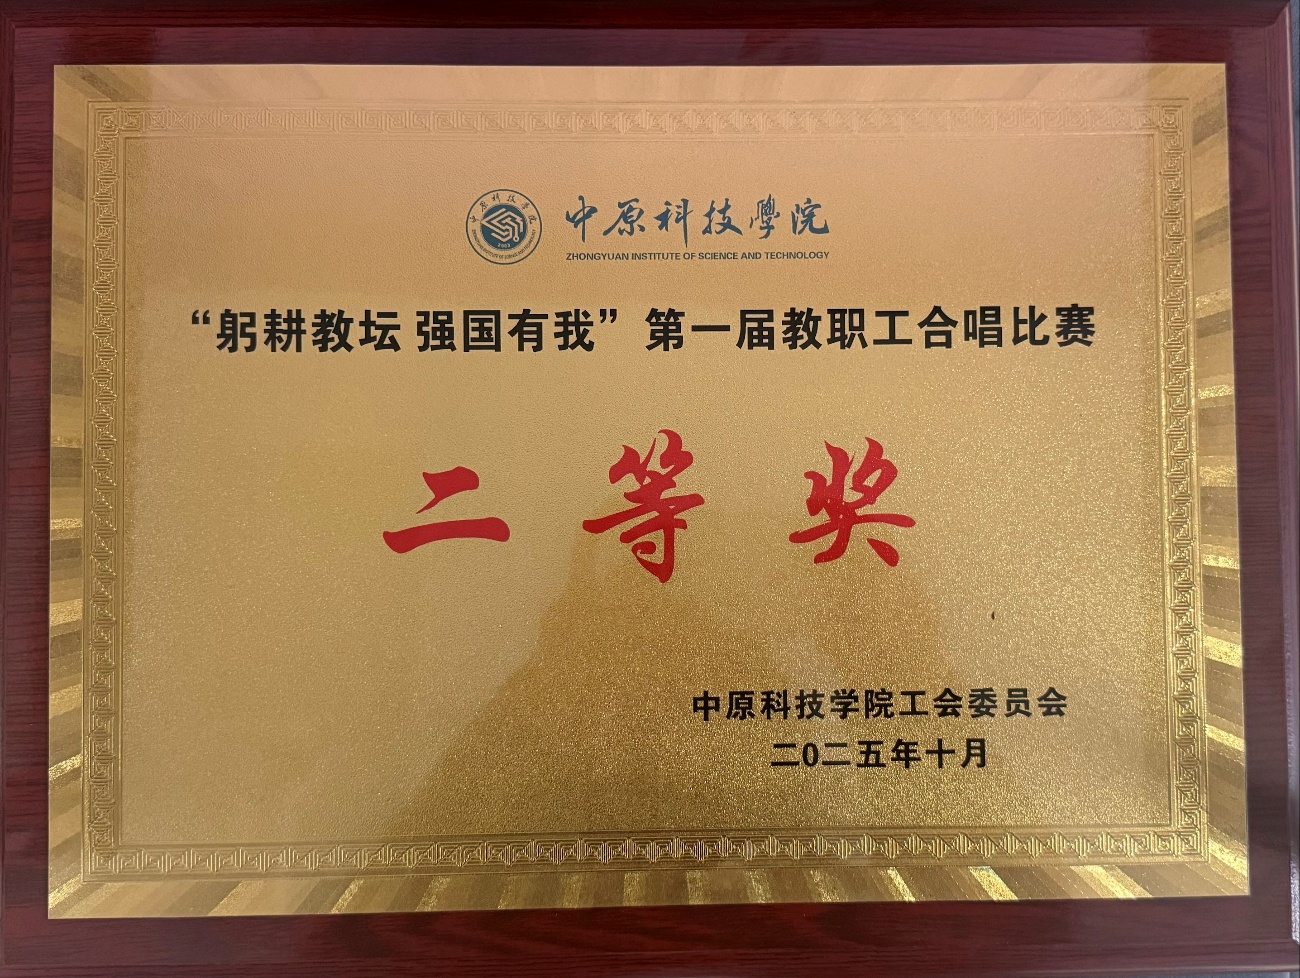 中原科技學院
ZHONGYUAN INSTITUTE OF SCIENCE AND TECHNOLOGY
“躬耕教坛 强国有我”第一届教职工合唱比赛
二等奖
中原科技学院工会委员会
二0二五年十月